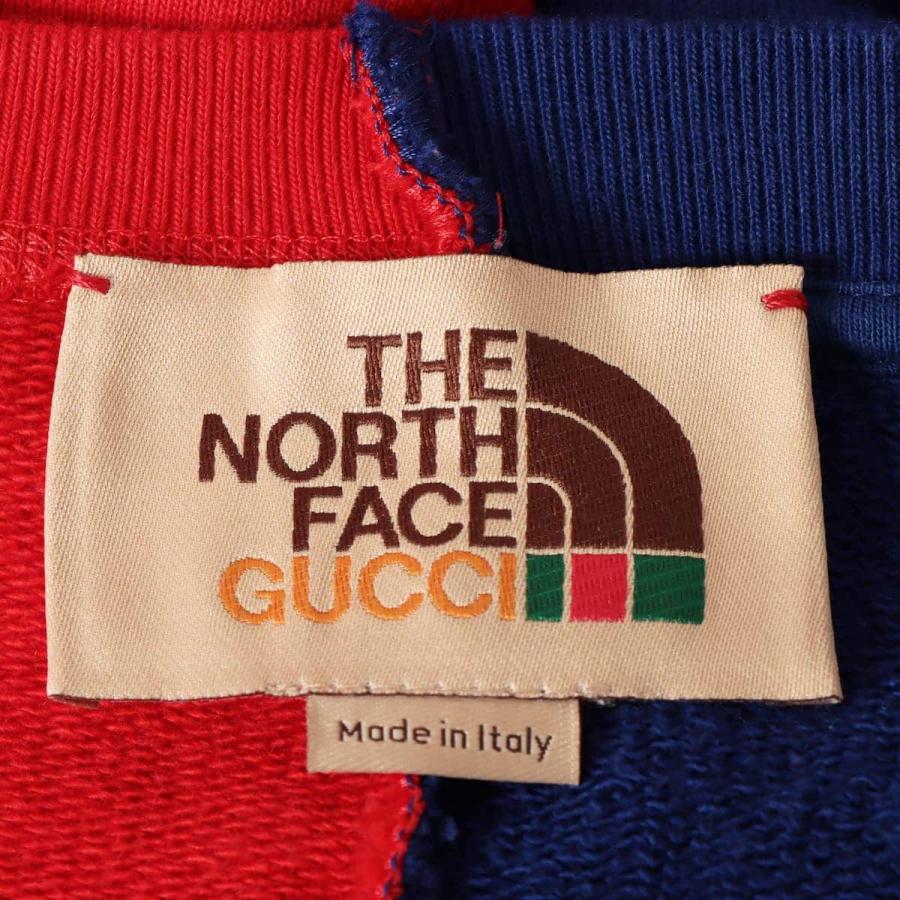 THE
NORTH
FACE
GUCCI
Made in Italy